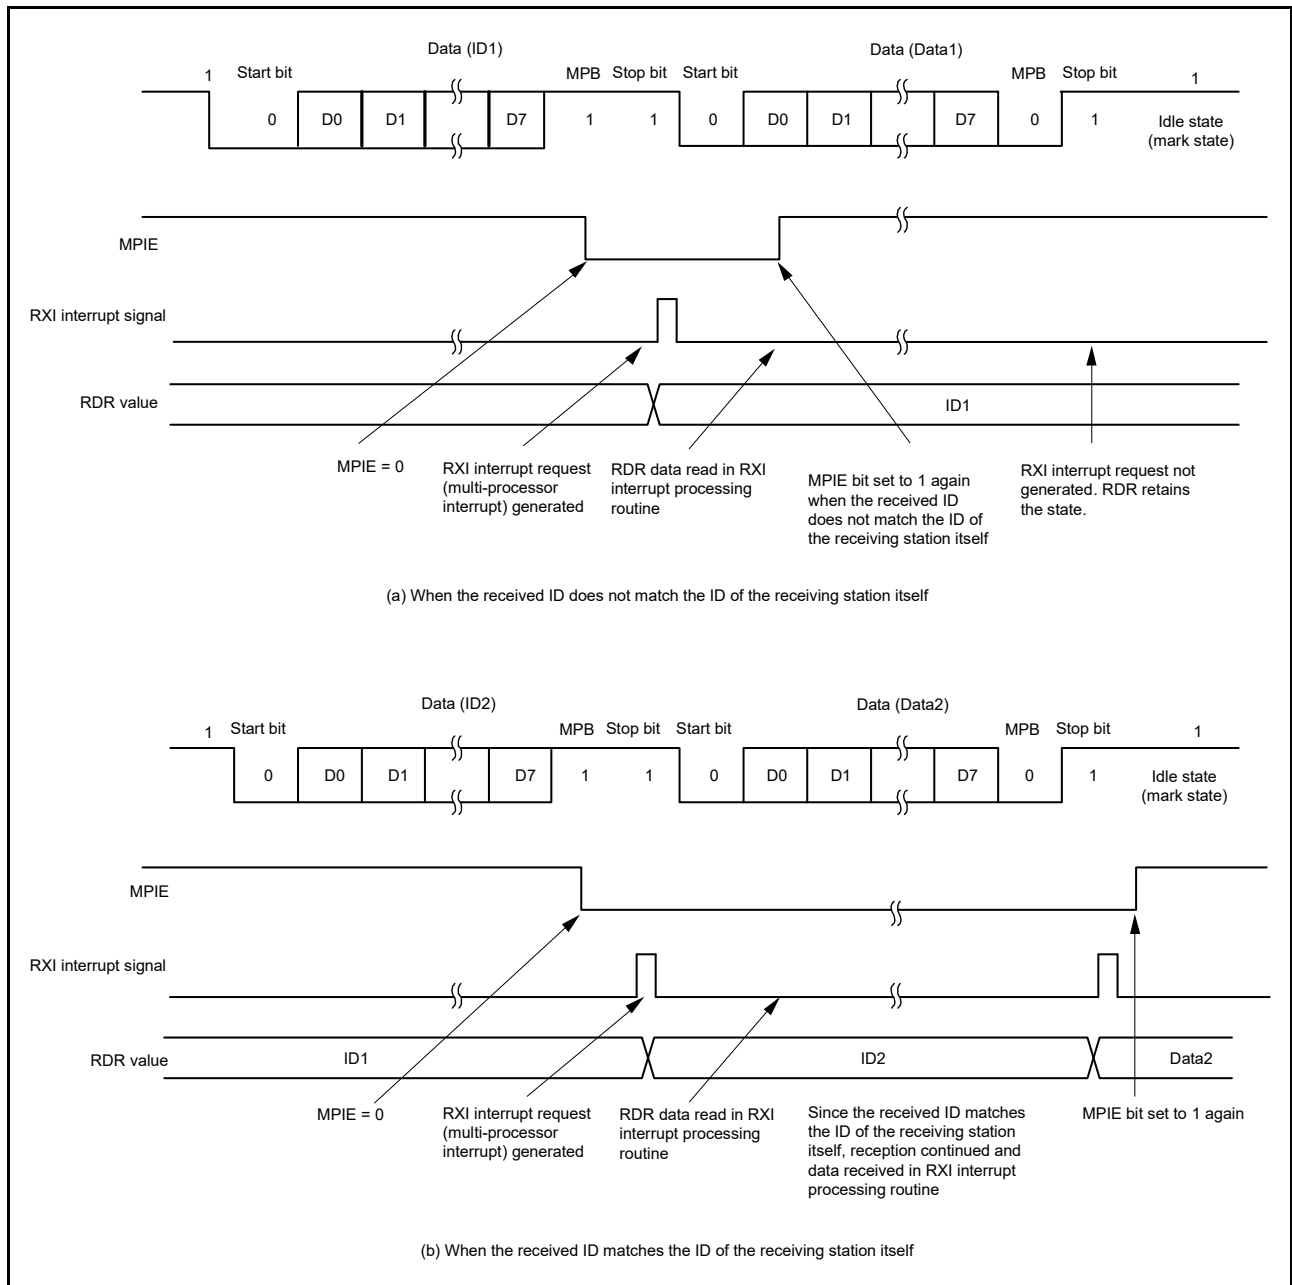 Data (ID1) Data (Data1)
1 Start bit MPB Stop bit Start bit MPB Stop bit 1
0 D0 D1 D7 1 1 0 D0 D1 D7 0 1 Idle state
(mark state)
MPIE
RXI interrupt signal
RDR value ID1
MPIE = 0
RXI interrupt request
(multi-processor
interrupt) generated
RDR data read in RXI
interrupt processing
routine
MPIE bit set to 1 again
when the received ID
does not match the ID of
the receiving station itself
RXI interrupt request not
generated. RDR retains
the state.
(a) When the received ID does not match the ID of the receiving station itself
Data (ID2) Data (Data2)
1 Start bit MPB Stop bit Start bit MPB Stop bit 1
0 D0 D1 D7 1 1 0 D0 D1 D7 0 1 Idle state
(mark state)
MPIE
RXI interrupt signal
RDR value ID1 ID2 Data2
MPIE = 0
RXI interrupt request
(multi-processor
interrupt) generated
RDR data read in RXI
interrupt processing
routine
Since the received ID matches
the ID of the receiving station
itself, reception continued and
data received in RXI interrupt
processing routine
MPIE bit set to 1 again
(b) When the received ID matches the ID of the receiving station itself